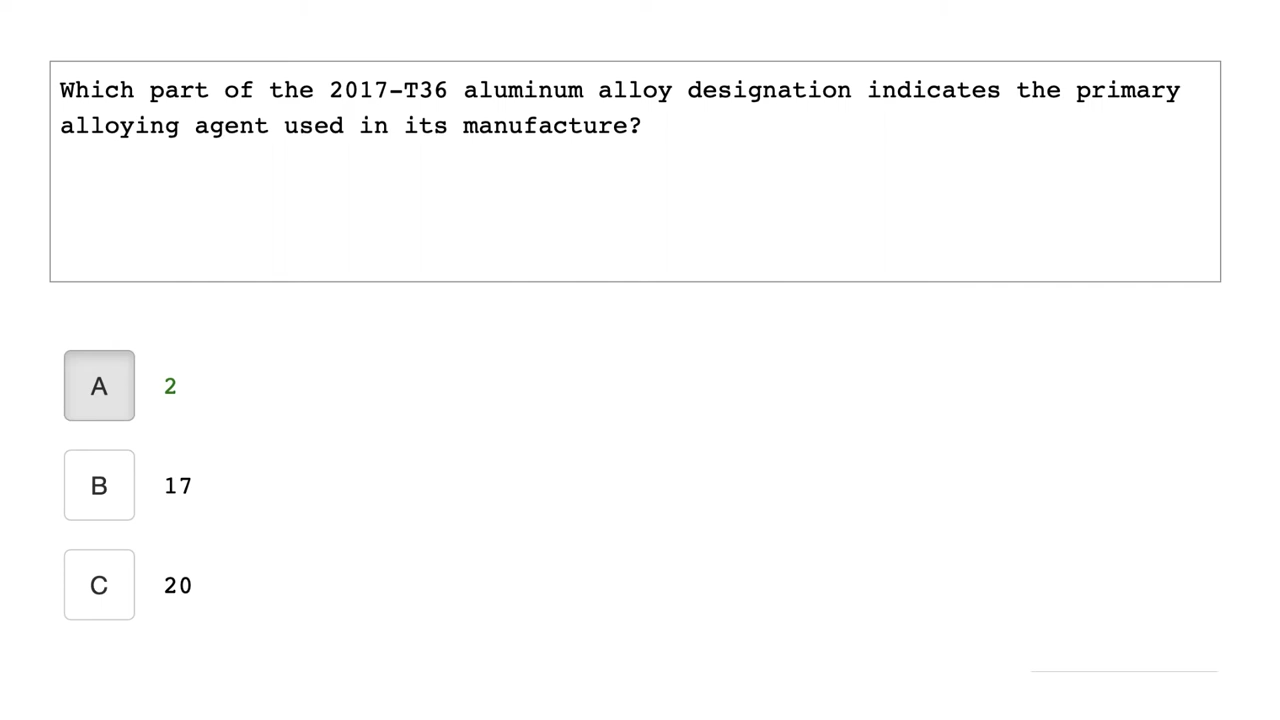 Which part of the 2017-T36 aluminum alloy designation indicates the primary
alloying agent used in its manufacture?
A 2
B 17
C 20